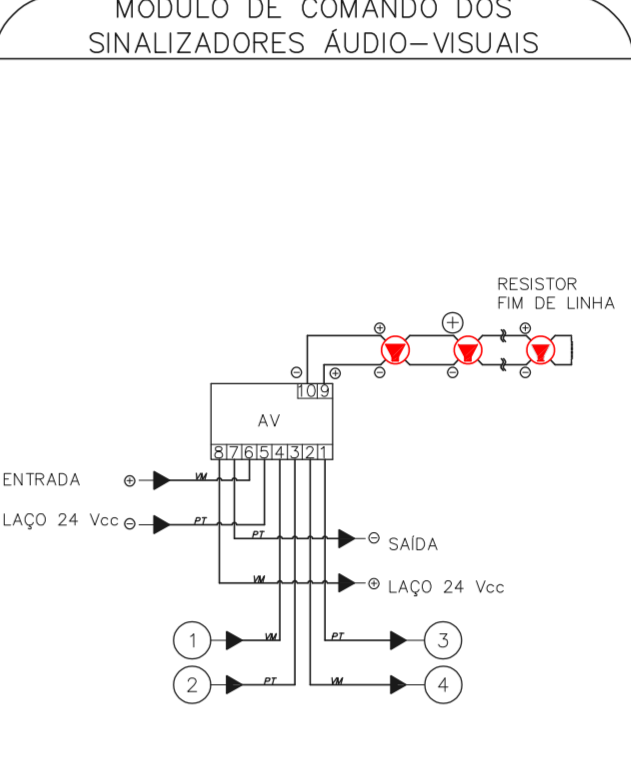 MÓDULO DE COMANDO DOS
SINALIZADORES ÁUDIO-VISUAIS
RESISTOR
FIM DE LINHA
10 9
AV
8 7 6 5 4 3 2 1
ENTRADA
VM
LAÇO 24 Vcc
PT
PT
SAÍDA
VM
LAÇO 24 Vcc
1
VM
PT
3
2
PT
VM
4